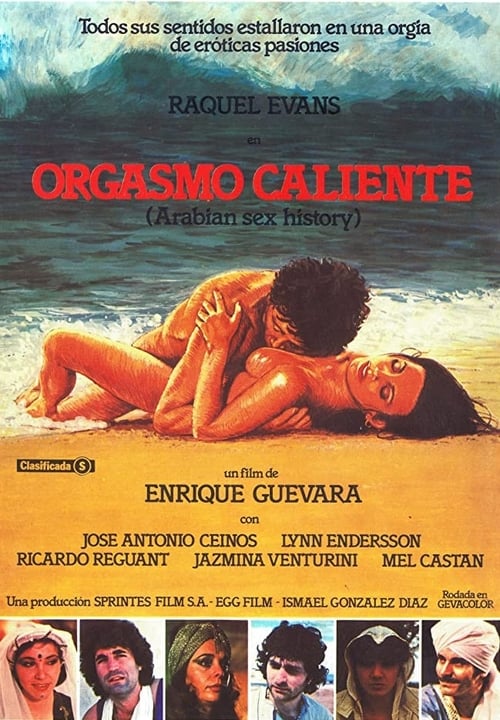 Todos sus sentidos estallaron en una orgía
de eróticas pasiones
RAQUEL EVANS
en
ORGASMO CALIENTE
(Arabian sex history)
Clasificada S
un film de
ENRIQUE GUEVARA
con
JOSE ANTONIO CEINOS LYNN ENDERSSON
RICARDO REGUANT JAZMINA VENTURINI MEL CASTAN
Una producción SPRINTES FILM S.A. - EGG FILM - ISMAEL GONZALEZ DIAZ
Rodada en
GEVACOLOR